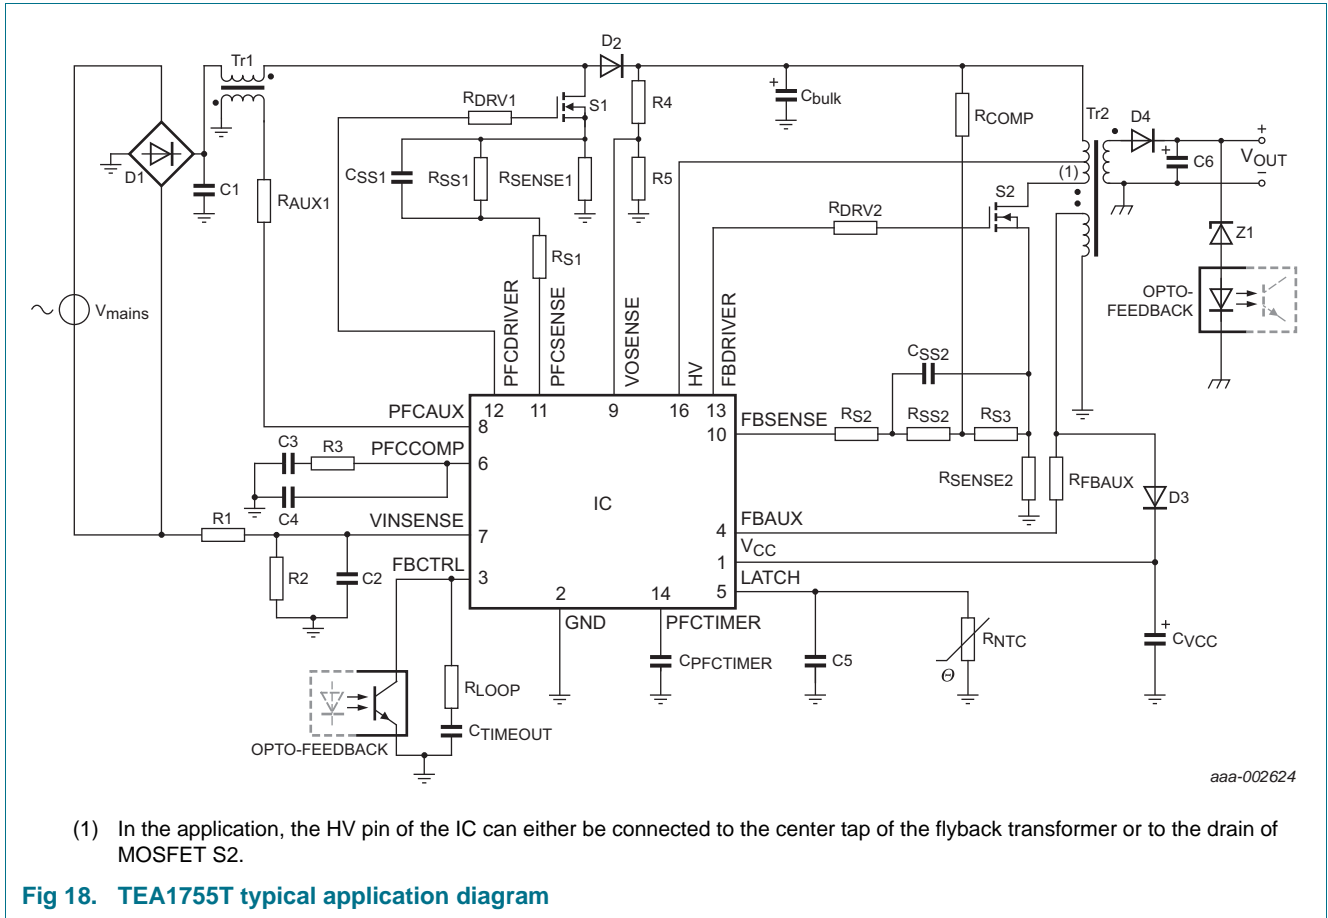 D2
Tr1
RDRV1
S1
R4
Cbulk
RCOMP
Tr2
D4
+
VOUT
−
C6
+
(1)
D1
C1
RAUX1
CSS1
RSS1
RSENSE1
R5
S2
RDRV2
Z1
RS1
OPTO-
FEEDBACK
~
Vmains
PFCDRIVER
PFCSENSE
VOSENSE
HV
FBDRIVER
CSS2
PFCAUX
12
11
9
16
13
8
10
FBSENSE
RS2
RSS2
RS3
C3
R3
PFCCOMP
6
C4
RSENSE2
RFBAUX
D3
IC
R1
VINSENSE
7
FBAUX
4
VCC
1
R2
C2
FBCTRL
3
LATCH
5
2
14
GND
PFCTIMER
CPFCTIMER
C5
RNTC
Θ
+
CVCC
RLOOP
CTIMEOUT
OPTO-FEEDBACK
+
aaa-002624
(1) In the application, the HV pin of the IC can either be connected to the center tap of the flyback transformer or to the drain of
MOSFET S2.
Fig 18. TEA1755T typical application diagram